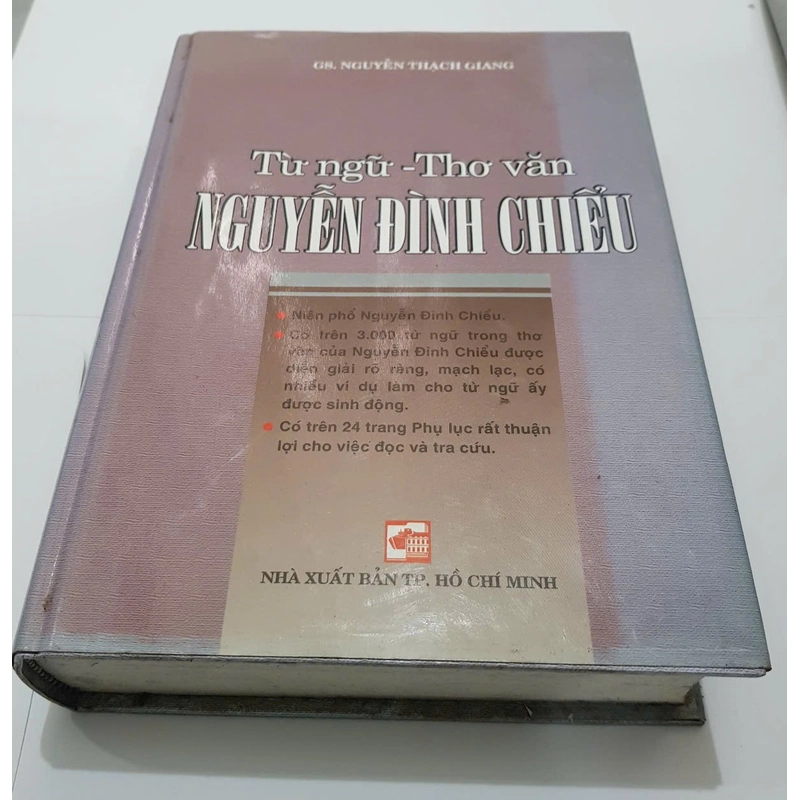 GS. NGUYỄN THẠCH GIANG
Từ ngữ - Thơ văn
NGUYỄN ĐÌNH CHIỂU
Niên phổ Nguyễn Đình Chiểu.
Có trên 3.000 từ ngữ trong thơ
văn của Nguyễn Đình Chiểu được
diễn giải rõ ràng, mạch lạc, có
nhiều ví dụ làm cho từ ngữ ấy
được sinh động.
Có trên 24 trang Phụ lục rất thuận
lợi cho việc đọc và tra cứu.
NHÀ XUẤT BẢN TP. HỒ CHÍ MINH